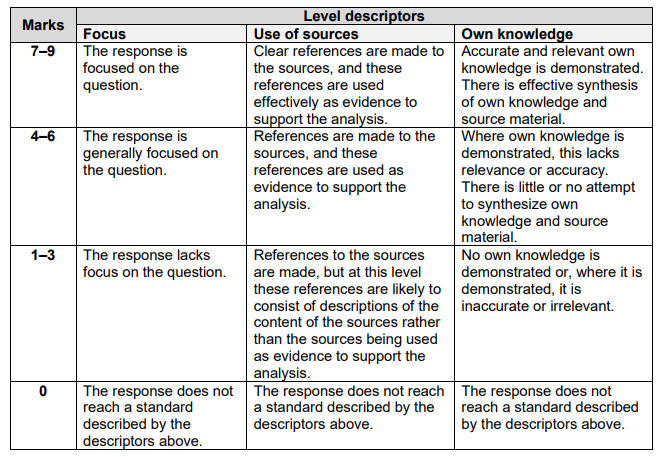 Marks
Level descriptors
Focus
Use of sources
Own knowledge
7–9
The response is
focused on the
question.
Clear references are made to
the sources, and these
references are used
effectively as evidence to
support the analysis.
Accurate and relevant own
knowledge is demonstrated.
There is effective synthesis
of own knowledge and
source material.
4–6
The response is
generally focused on
the question.
References are made to the
sources, and these
references are used as
evidence to support the
analysis.
Where own knowledge is
demonstrated, this lacks
relevance or accuracy.
There is little or no attempt
to synthesize own
knowledge and source
material.
1–3
The response lacks
focus on the question.
References to the sources
are made, but at this level
these references are likely to
consist of descriptions of the
content of the sources rather
than the sources being used
as evidence to support the
analysis.
No own knowledge is
demonstrated or, where it is
demonstrated, it is
inaccurate or irrelevant.
0
The response does not
reach a standard
described by the
descriptors above.
The response does not reach
a standard described by the
descriptors above.
The response does not
reach a standard described
by the descriptors above.